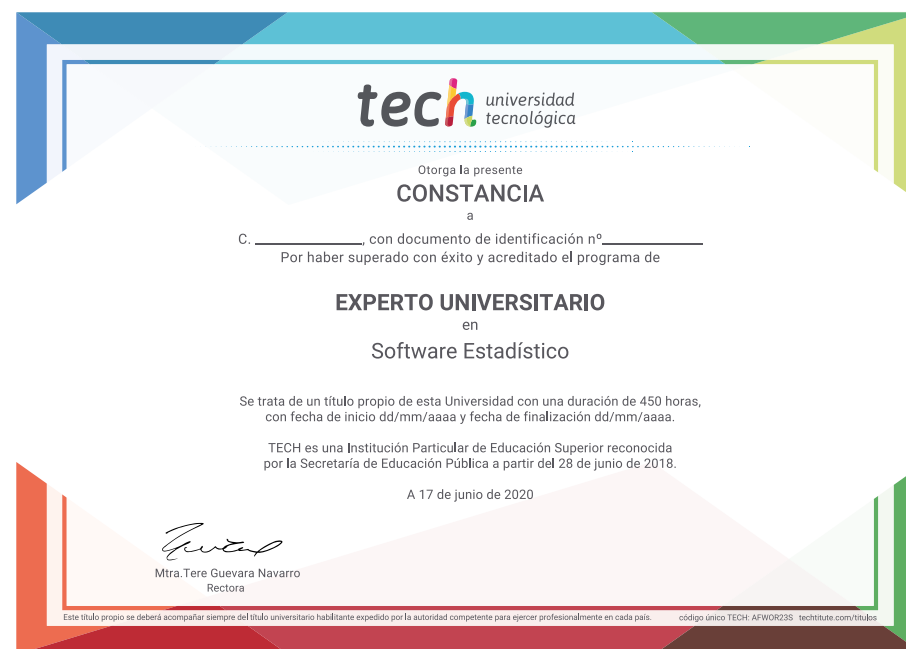 tech universidad
tecnológica
Otorga la presente
CONSTANCIA
a
C. ______________, con documento de identificación nº_____________
Por haber superado con éxito y acreditado el programa de
EXPERTO UNIVERSITARIO
en
Software Estadístico
Se trata de un título propio de esta Universidad con una duración de 450 horas,
con fecha de inicio dd/mm/aaaa y fecha de finalización dd/mm/aaaa.
TECH es una Institución Particular de Educación Superior reconocida
por la Secretaría de Educación Pública a partir del 28 de junio de 2018.
A 17 de junio de 2020
Mtra.Tere Guevara Navarro
Rectora
Este título propio se deberá acompañar siempre del título universitario habilitante expedido por la autoridad competente para ejercer profesionalmente en cada país. código único TECH: AFWOR23S techtitute.com/titulos